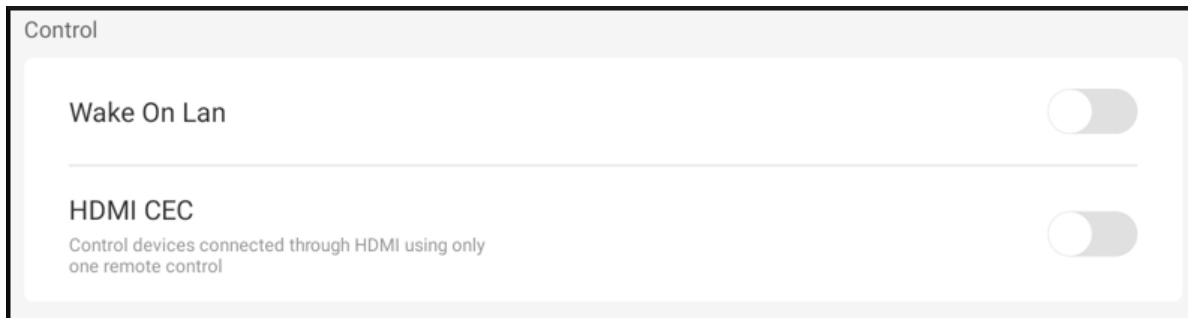 Control
Wake On Lan
HDMI CEC
Control devices connected through HDMI using only
one remote control